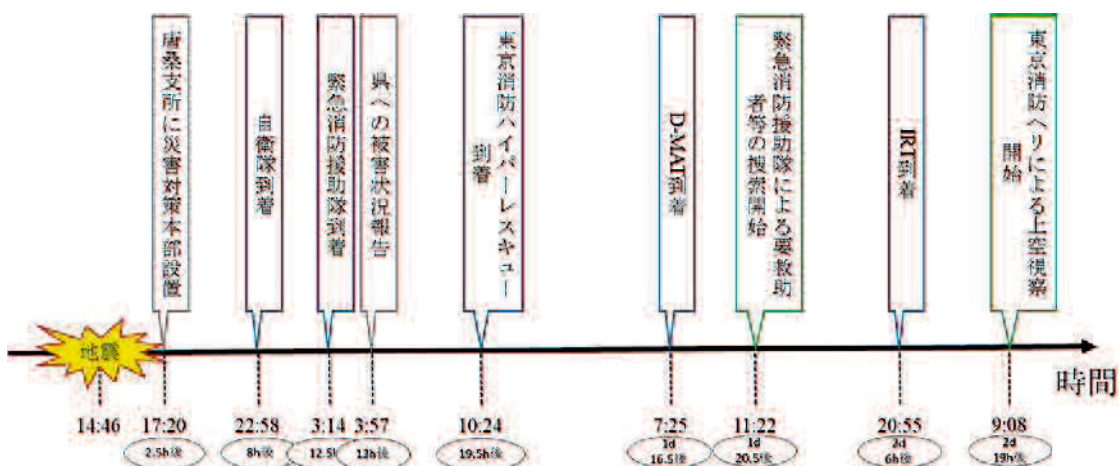 唐桑支所に災害対策本部設置
自衛隊到着
緊急消防援助隊到着
県への被害状況報告
東京消防ハイパーレスキュー
到着
D-MAT到着
緊急消防援助隊による要救助
者等の捜索開始
IRT到着
東京消防ヘリによる上空視察
開始
地震
時間
14:46
17:20
22:58
3:14
3:57
10:24
7:25
11:22
20:55
9:08
2.5h後
8h後
12.5h後
13h後
19.5h後
1d
16.5後
1d
20.5後
2d
6h後
2d
19h後